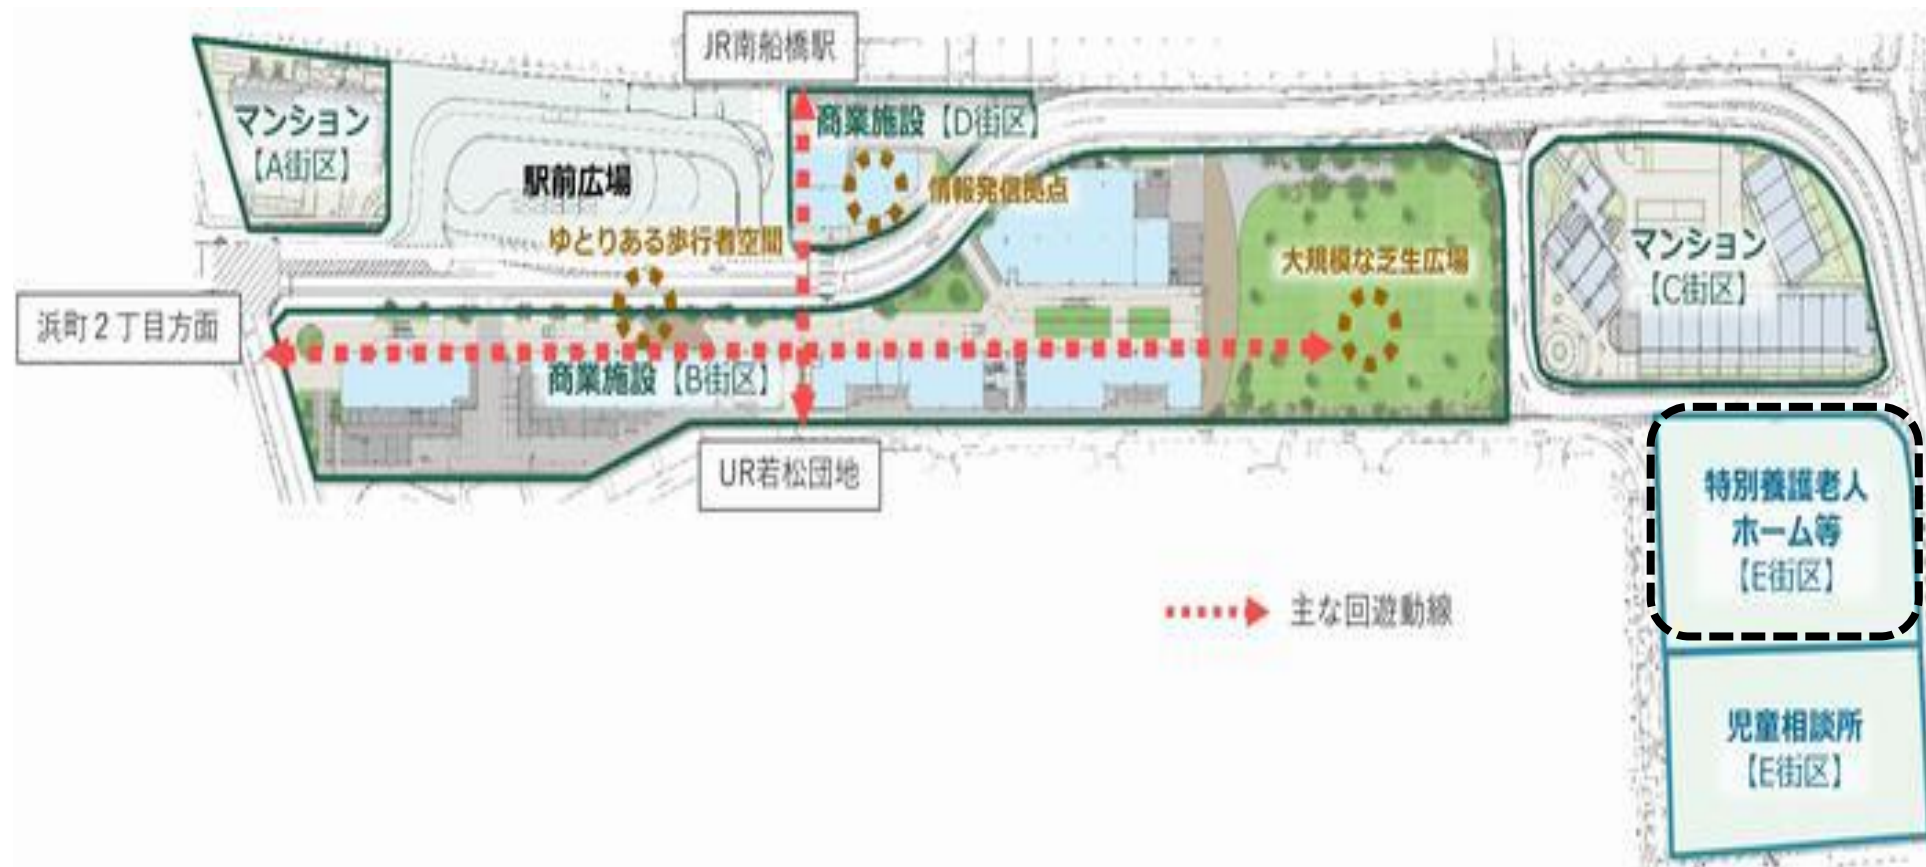 JR南船橋駅
マンション
【A街区】
商業施設【D街区】
駅前広場
情報発信拠点
ゆとりある歩行者空間
マンション
【C街区】
大規模な芝生広場
浜町2丁目方面
商業施設【B街区】
UR若松団地
特別養護老人
ホーム等
【E街区】
主な回遊動線
児童相談所
【E街区】